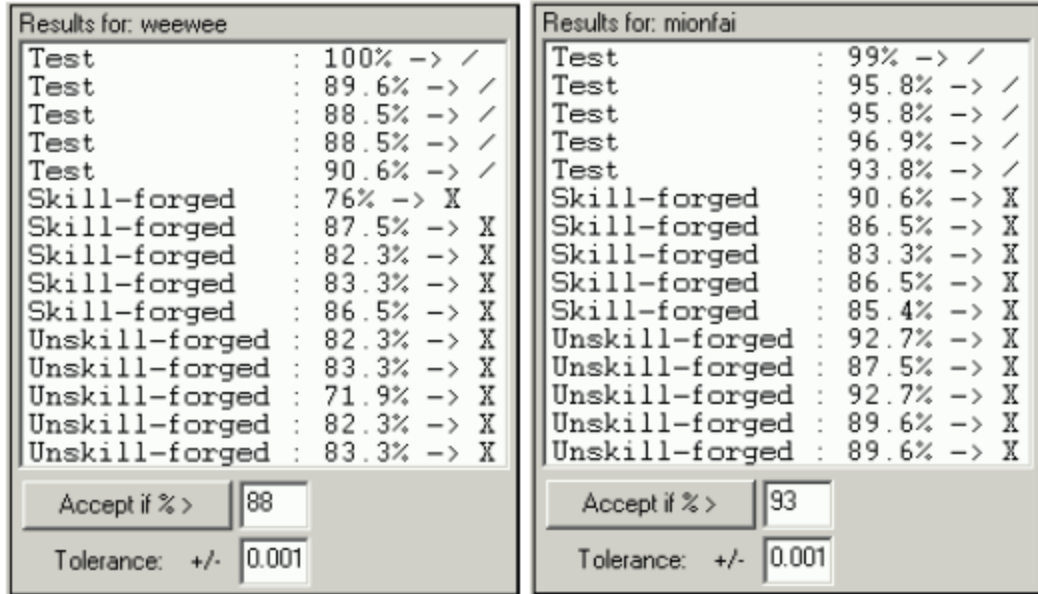 Results for: weewee
Test : 100% -> /
Test : 89.6% -> /
Test : 88.5% -> /
Test : 88.5% -> /
Test : 90.6% -> /
Skill-forged : 76% -> X
Skill-forged : 87.5% -> X
Skill-forged : 82.3% -> X
Skill-forged : 83.3% -> X
Skill-forged : 86.5% -> X
Unskill-forged : 82.3% -> X
Unskill-forged : 83.3% -> X
Unskill-forged : 71.9% -> X
Unskill-forged : 82.3% -> X
Unskill-forged : 83.3% -> X
Accept if % > 88
Tolerance: +/- 0.001
Results for: mionfai
Test : 99% -> /
Test : 95.8% -> /
Test : 95.8% -> /
Test : 96.9% -> /
Test : 93.8% -> /
Skill-forged : 90.6% -> X
Skill-forged : 86.5% -> X
Skill-forged : 83.3% -> X
Skill-forged : 86.5% -> X
Skill-forged : 85.4% -> X
Unskill-forged : 92.7% -> X
Unskill-forged : 87.5% -> X
Unskill-forged : 92.7% -> X
Unskill-forged : 89.6% -> X
Unskill-forged : 89.6% -> X
Accept if % > 93
Tolerance: +/- 0.001